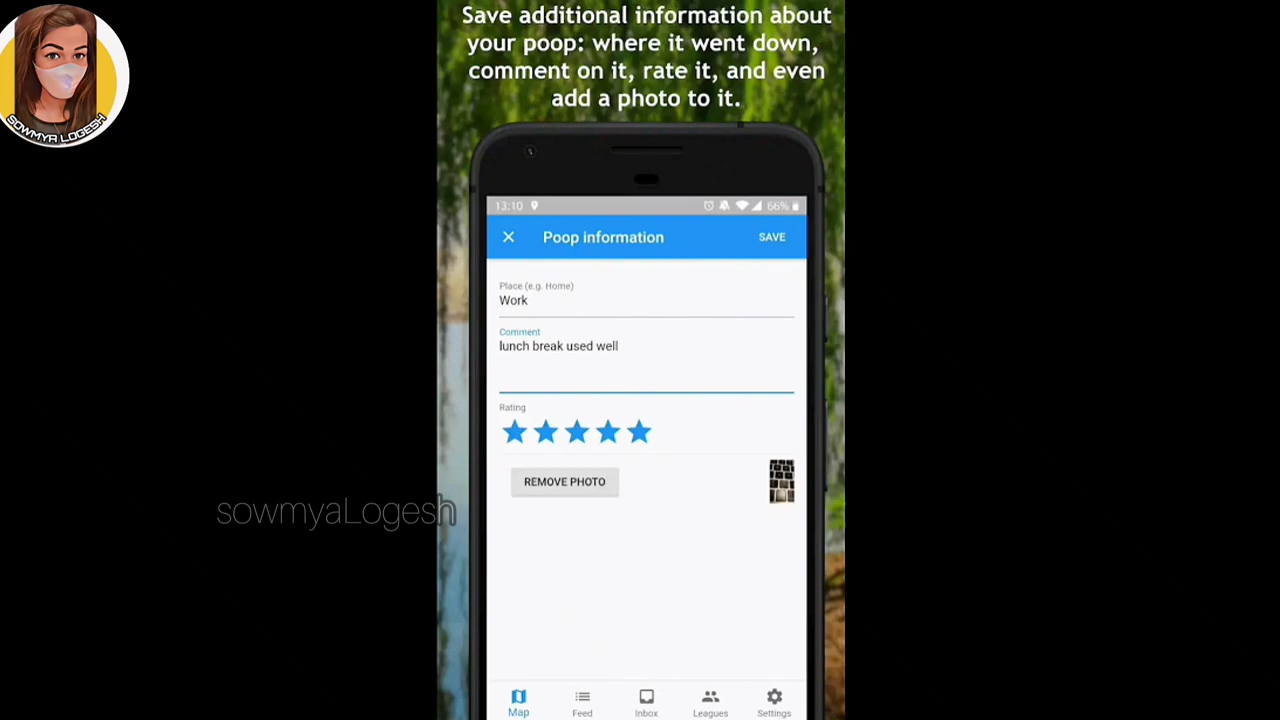 Save additional information about
your poop: where it went down,
comment on it, rate it, and even
add a photo to it.
SOWMYA LOGESH
13:10
66%
Poop information
SAVE
Place (e.g. Home)
Work
Comment
lunch break used well
Rating
REMOVE PHOTO
sowmyaLogesh
Map
Feed
Inbox
Leagues
Settings